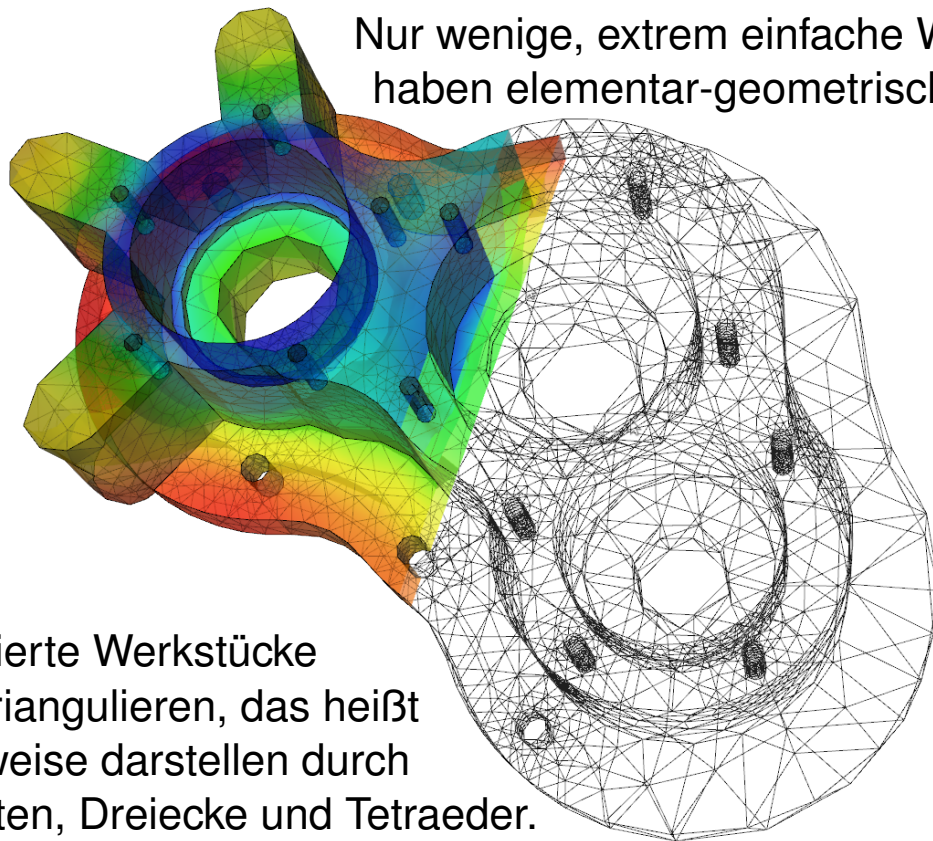 Nur wenige, extrem einfache W
haben elementar-geometrisch
ierte Werkstücke
riangulieren, das heißt
weise darstellen durch
ten, Dreiecke und Tetraeder.